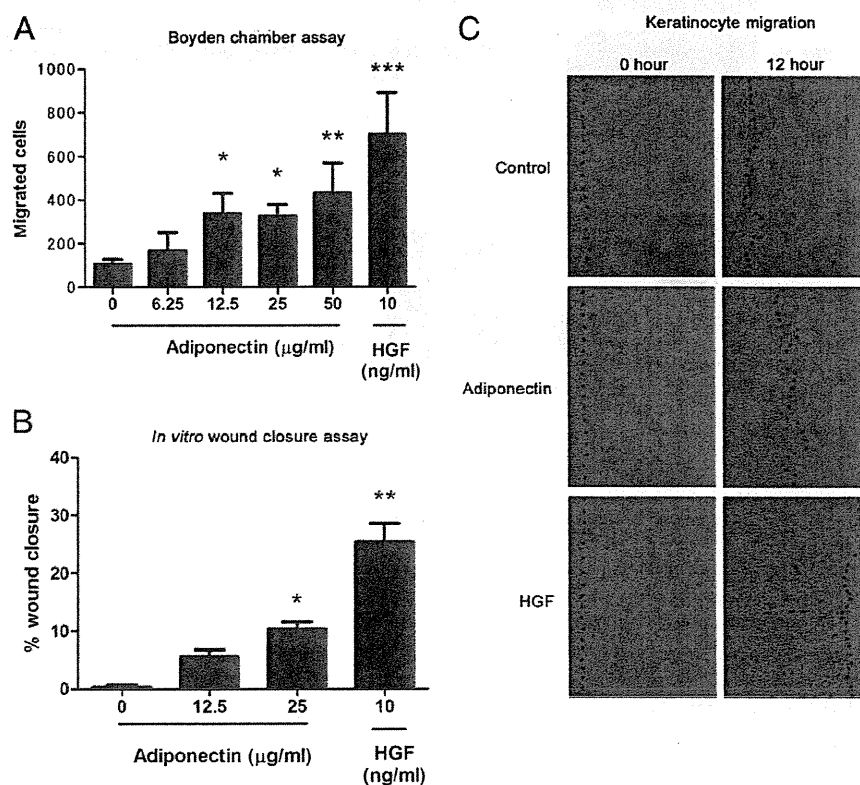 A
Boyden chamber assay
Migrated cells
1000
800
600
400
200
0
*
*
**
***
0 6.25 12.5 25 50 10
Adiponectin (μg/ml)
HGF
(ng/ml)
B
In vitro wound closure assay
% wound closure
40
30
20
10
0
*
**
0 12.5 25 10
Adiponectin (μg/ml)
HGF
(ng/ml)
C
Keratinocyte migration
0 hour 12 hour
Control
Adiponectin
HGF